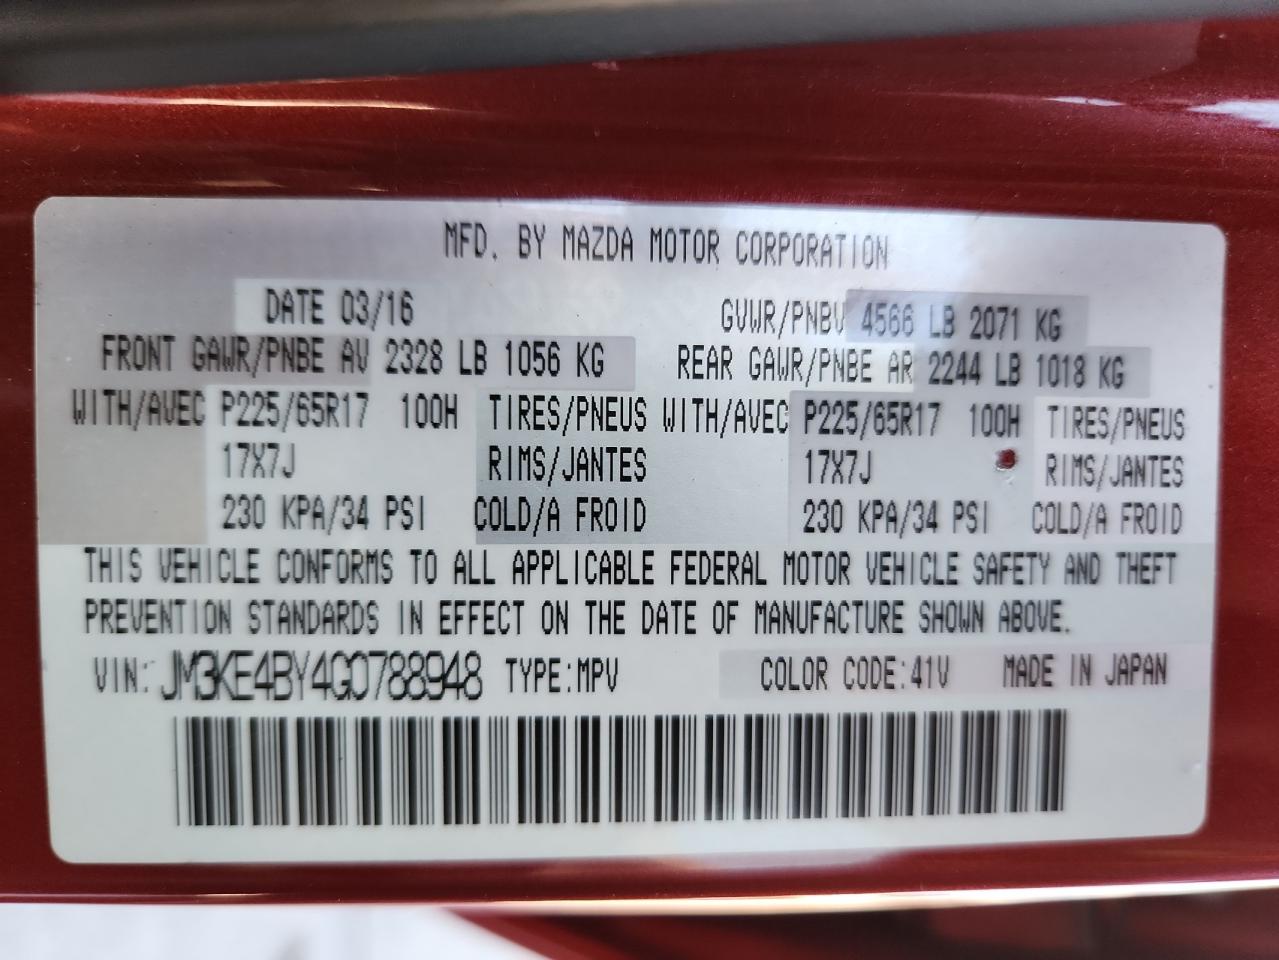 MFD. BY MAZDA MOTOR CORPORATION
DATE 03/16 GVWR/PNBV 4566 LB 2071 KG
FRONT GAWR/PNBE AV 2328 LB 1056 KG REAR GAWR/PNBE AR 2244 LB 1018 KG
WITH/AVEC P225/65R17 100H TIRES/PNEUS WITH/AVEC P225/65R17 100H TIRES/PNEUS
17X7J RIMS/JANTES 17X7J RIMS/JANTES
230 KPA/34 PSI COLD/A FROID 230 KPA/34 PSI COLD/A FROID
THIS VEHICLE CONFORMS TO ALL APPLICABLE FEDERAL MOTOR VEHICLE SAFETY AND THEFT
PREVENTION STANDARDS IN EFFECT ON THE DATE OF MANUFACTURE SHOWN ABOVE.
VIN: JM3KE4BY4G0788948 TYPE:MPV COLOR CODE:41V MADE IN JAPAN